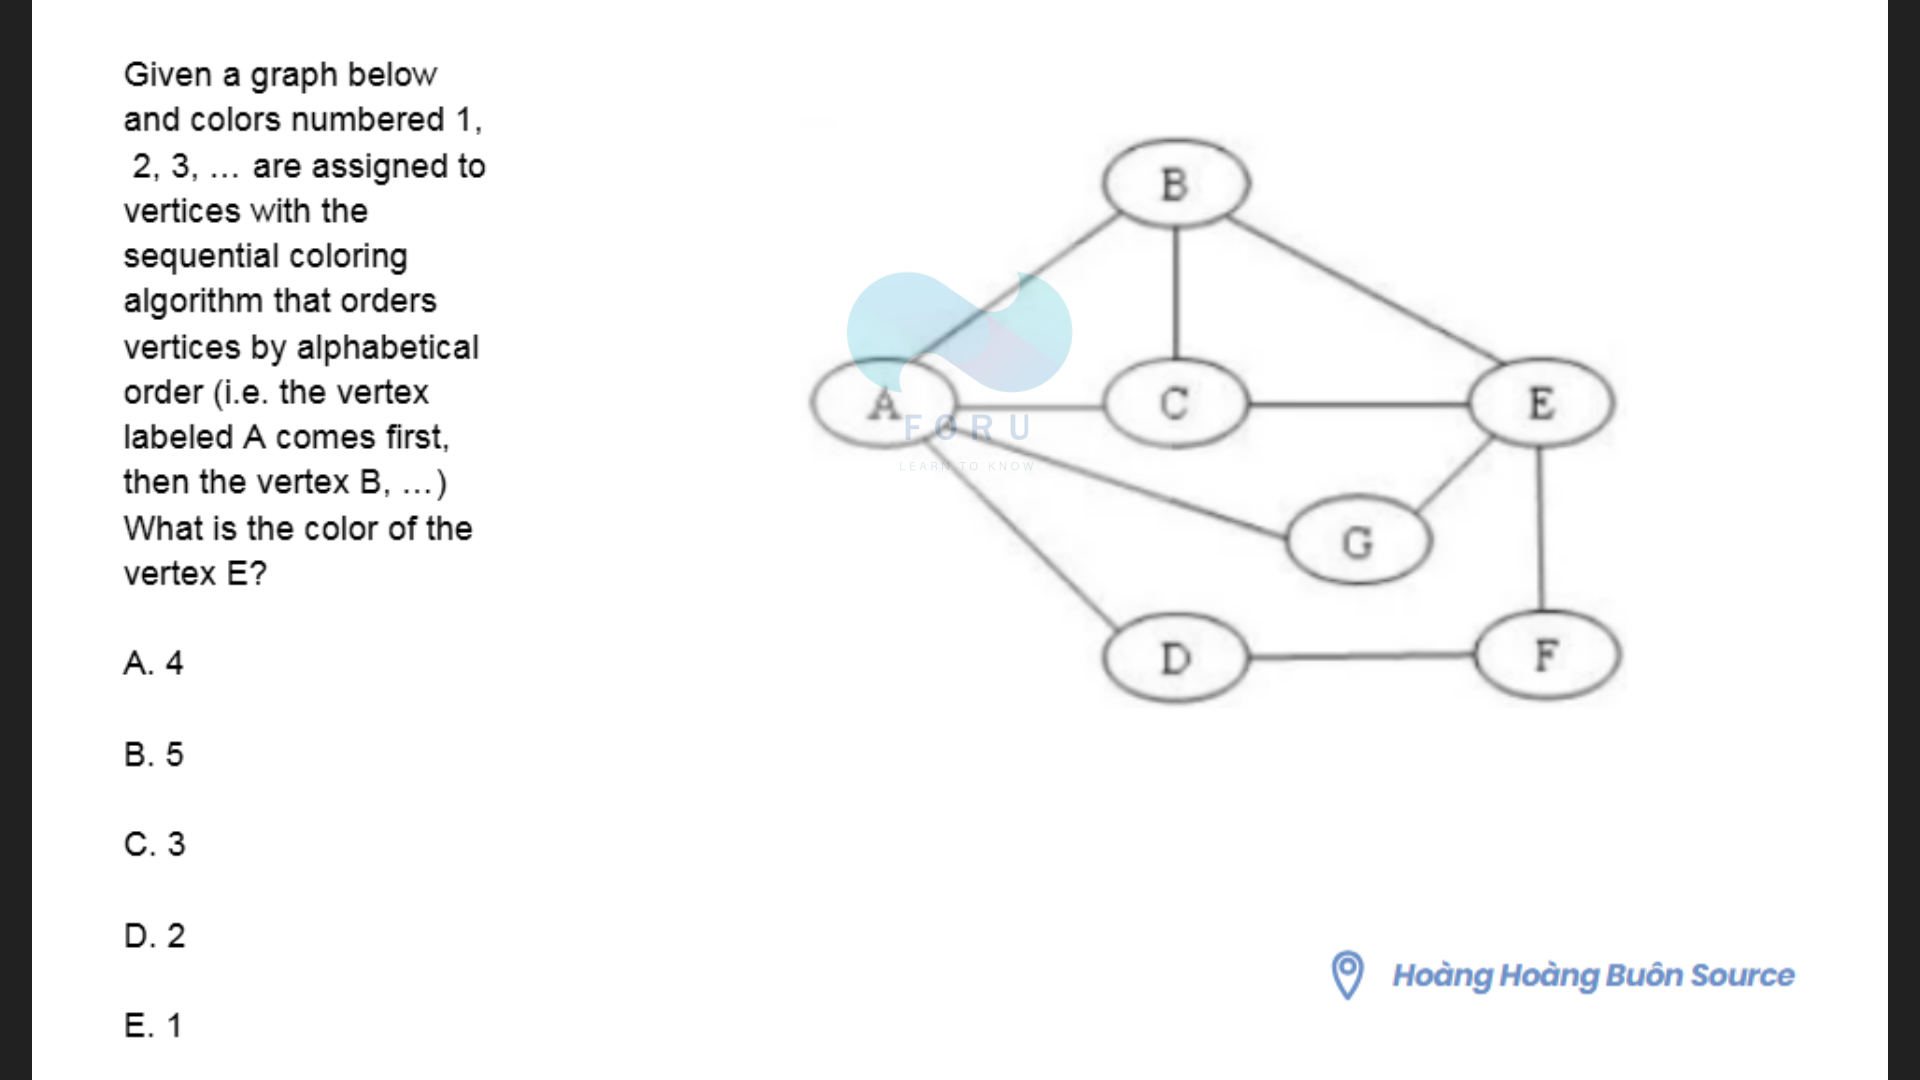 Given a graph below
and colors numbered 1,
2, 3, ... are assigned to
vertices with the
sequential coloring
algorithm that orders
vertices by alphabetical
order (i.e. the vertex
labeled A comes first,
then the vertex B, ...)
What is the color of the
vertex E?
A. 4
B. 5
C. 3
D. 2
E. 1
B
A
C
E
G
D
F
FORU
LEARN TO KNOW
Hoàng Hoàng Buôn Source